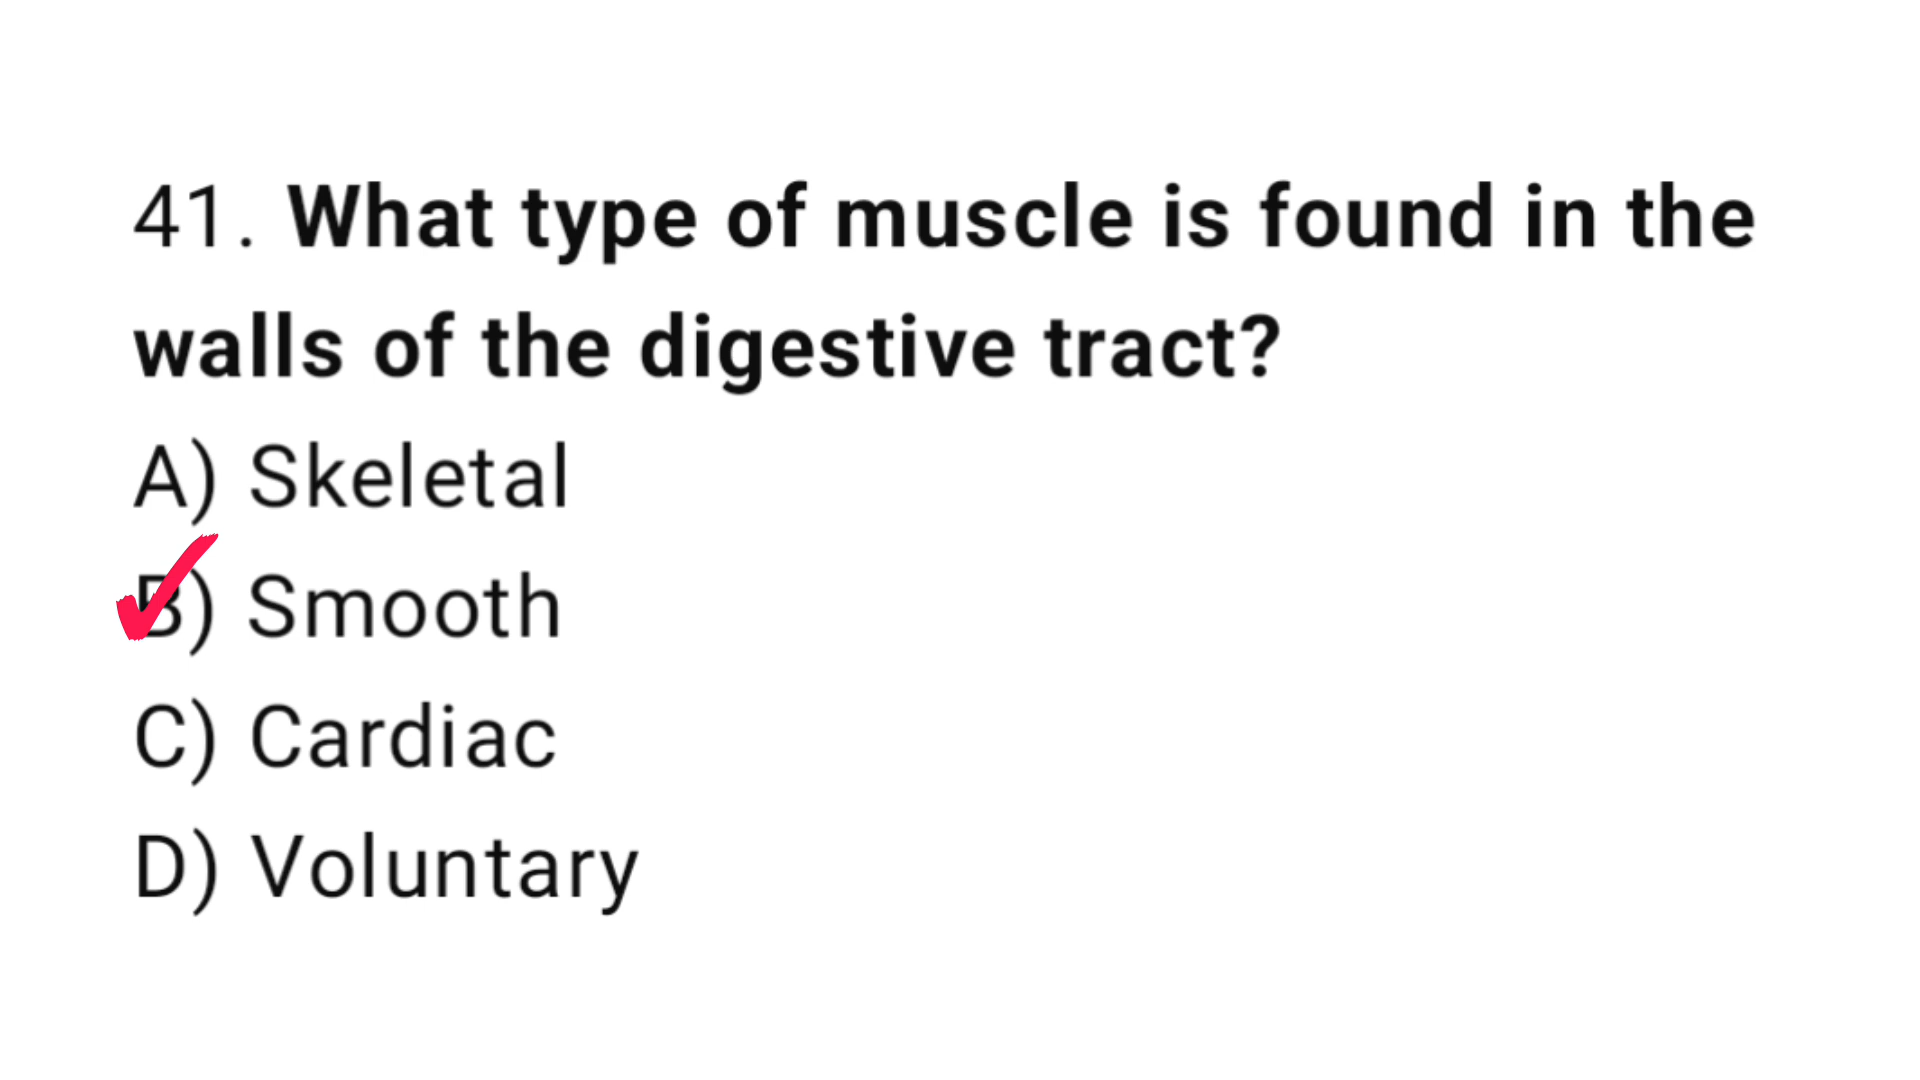 41. What type of muscle is found in the
walls of the digestive tract?
A) Skeletal
B) Smooth
C) Cardiac
D) Voluntary